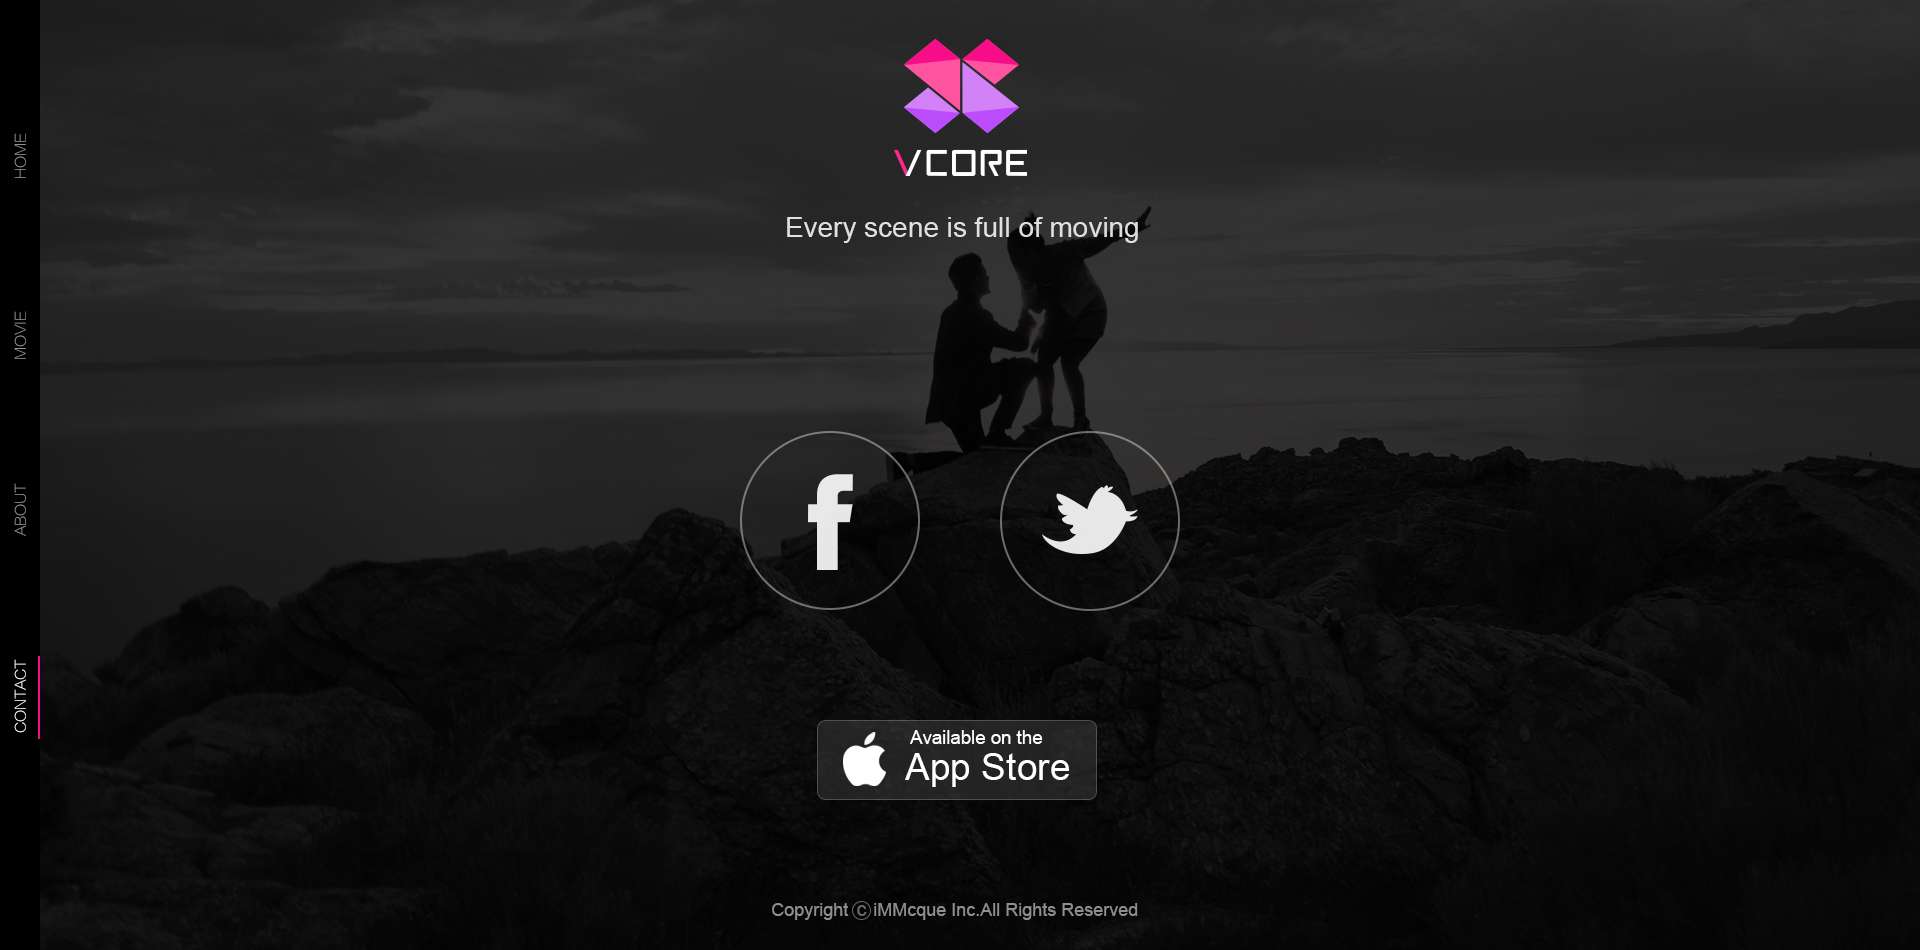 HOME
MOVIE
ABOUT
CONTACT
VCORE
Every scene is full of moving
Available on the
App Store
Copyright ⓒiMMcque Inc.All Rights Reserved